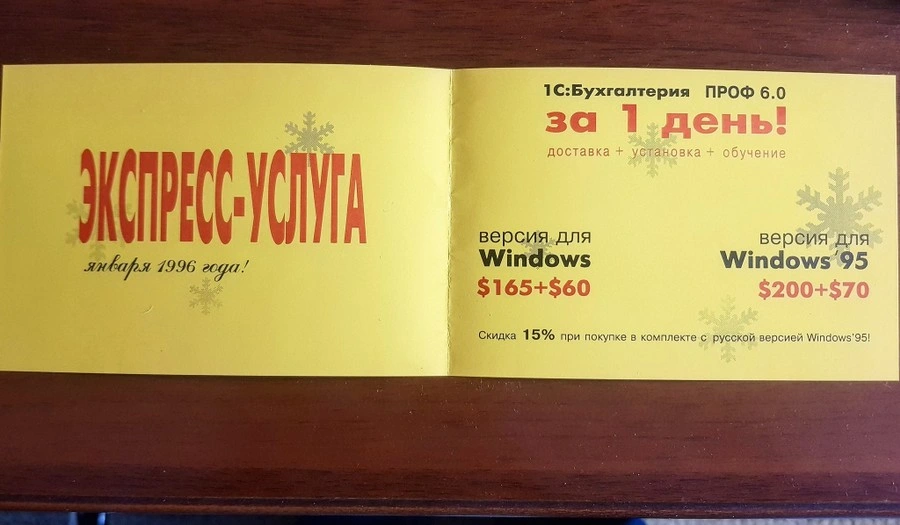 ЭКСПРЕСС-УСЛУГА
января 1996 года!
1С:Бухгалтерия ПРОФ 6.0
за 1 день!
доставка + установка + обучение
версия для
Windows
$165+$60
версия для
Windows'95
$200+$70
Скидка 15% при покупке в комплекте с русской версией Windows'95!